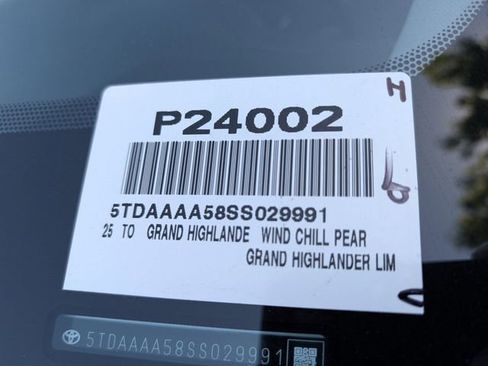 P24002
5TDAAAA58SS029991
25 TO GRAND HIGHLANDE WIND CHILL PEAR
GRAND HIGHLANDER LIM
5TDAAAA58SS029991